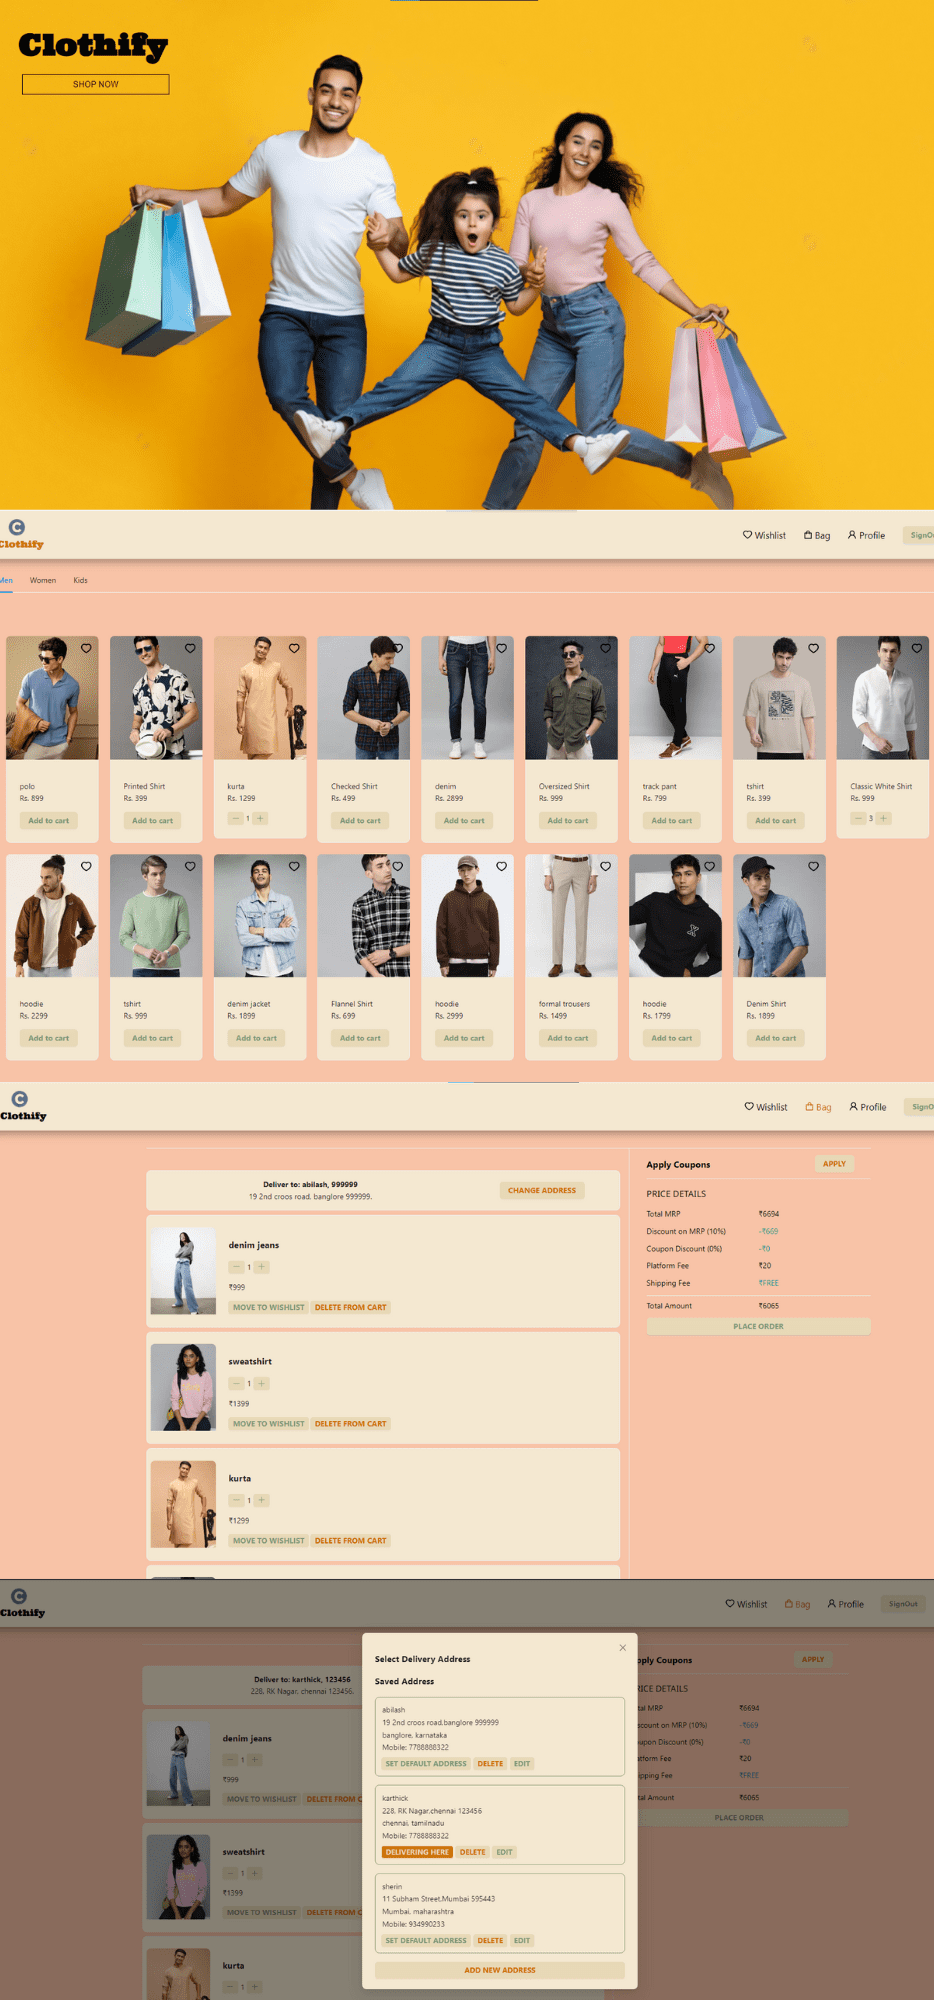 Clothify
SHOP NOW
Clothify
Wishlist
Bag
Profile
Men
Women
Kids
polo
Rs. 899
Add to cart
Printed Shirt
Rs. 399
Add to cart
kurta
Rs. 1299
1
Checked Shirt
Rs. 499
Add to cart
denim
Rs. 2899
Add to cart
Oversized Shirt
Rs. 999
Add to cart
track pant
Rs. 799
Add to cart
tshirt
Rs. 399
Add to cart
Classic White Shirt
Rs. 999
3
hoodie
Rs. 2299
Add to cart
tshirt
Rs. 999
Add to cart
denim jacket
Rs. 1899
Add to cart
Flannel Shirt
Rs. 699
Add to cart
hoodie
Rs. 2999
Add to cart
formal trousers
Rs. 1499
Add to cart
hoodie
Rs. 1799
Add to cart
Denim Shirt
Rs. 1899
Add to cart
Clothify
Wishlist
Bag
Profile
Deliver to: abilash, 999999
19 2nd croos road, banglore 999999.
CHANGE ADDRESS
denim jeans
1
₹999
MOVE TO WISHLIST DELETE FROM CART
sweatshirt
1
₹1399
MOVE TO WISHLIST DELETE FROM CART
kurta
1
₹1299
MOVE TO WISHLIST DELETE FROM CART
Apply Coupons APPLY
PRICE DETAILS
Total MRP ₹6694
Discount on MRP (10%) -₹669
Coupon Discount (0%) -₹0
Platform Fee ₹20
Shipping Fee ₹FREE
Total Amount ₹6065
PLACE ORDER
Clothify
Wishlist
Bag
Profile
SignOut
Deliver to: karthick, 123456
228, RK Nagar, chennai 123456.
denim jeans
1
₹999
MOVE TO WISHLIST DELETE FROM C
sweatshirt
1
₹1399
MOVE TO WISHLIST DELETE FROM C
kurta
1
Select Delivery Address
Saved Address
abilash
19 2nd croos road,banglore 999999
banglore, karnataka
Mobile: 7788888322
SET DEFAULT ADDRESS DELETE EDIT
karthick
228, RK Nagar,chennai 123456
chennai, tamilnadu
Mobile: 7788888322
DELIVERING HERE DELETE EDIT
sherin
11 Subham Street,Mumbai 595443
Mumbai, maharashtra
Mobile: 934990233
SET DEFAULT ADDRESS DELETE EDIT
ADD NEW ADDRESS
pply Coupons APPLY
RICE DETAILS
tal MRP ₹6694
scount on MRP (10%) -₹669
upon Discount (0%) -₹0
atform Fee ₹20
ipping Fee ₹FREE
tal Amount ₹6065
PLACE ORDER